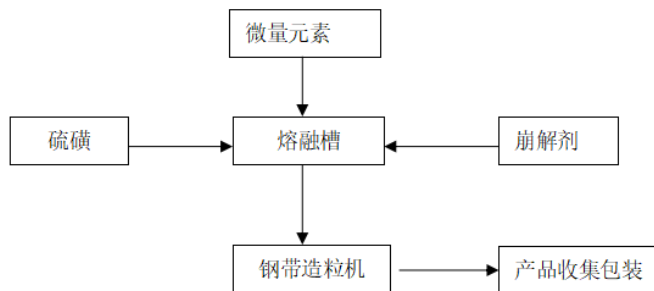 微量元素
硫磺
熔融槽
崩解剂
钢带造粒机
产品收集包装